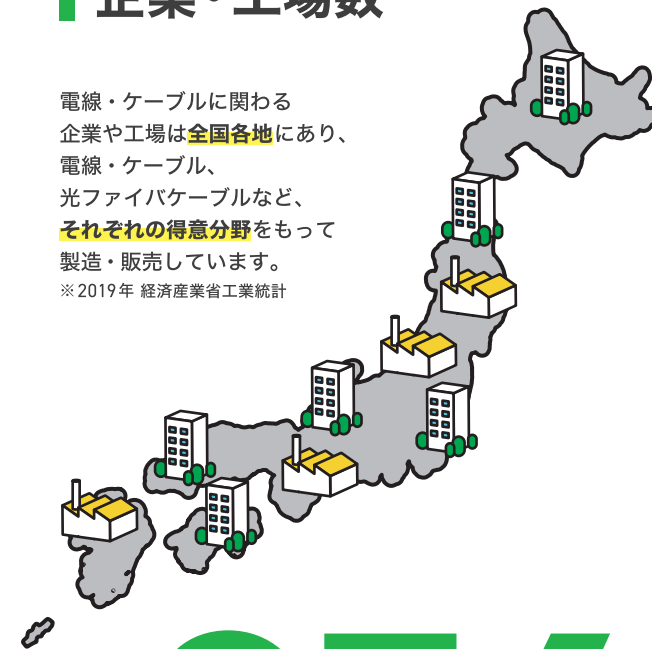 企業・工場数
電線・ケーブルに関わる
企業や工場は全国各地にあり、
電線・ケーブル、
光ファイバケーブルなど、
それぞれの得意分野をもって
製造・販売しています。
※2019年 経済産業省工業統計